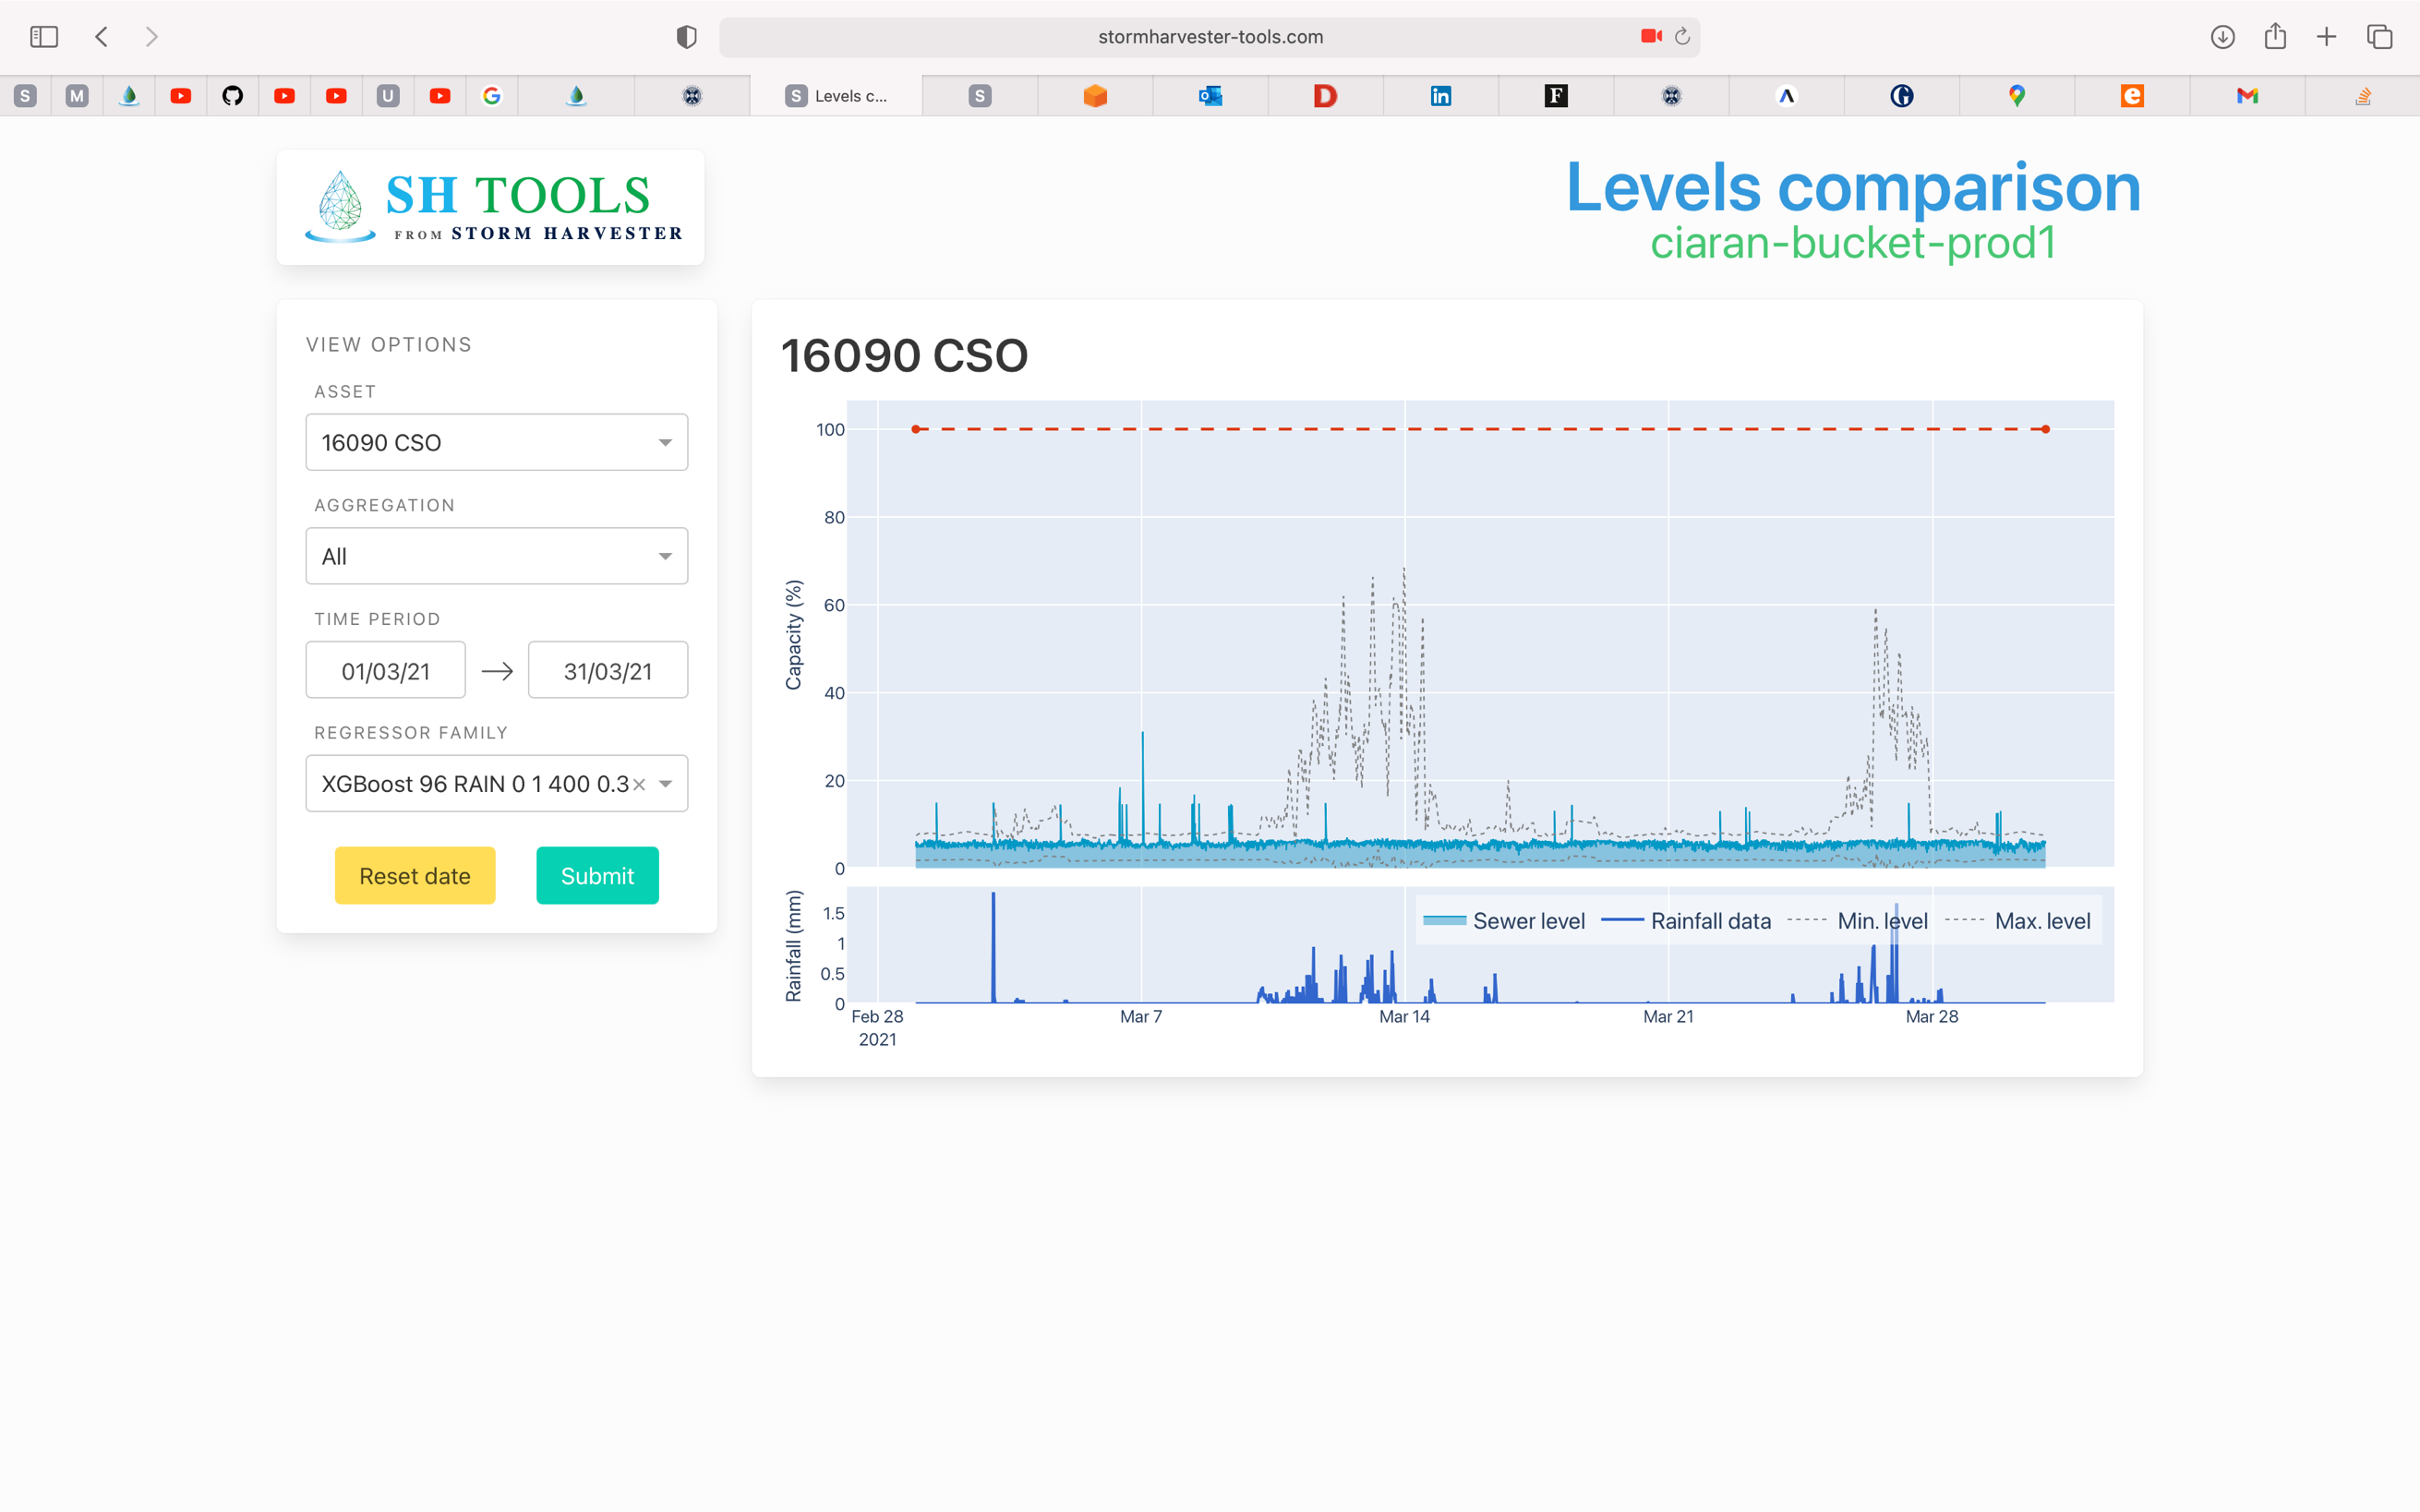 stormharvester-tools.com
S
M
U
S Levels c...
S
D
in
F
SH TOOLS
FROM STORM HARVESTER
Levels comparison
ciaran-bucket-prod1
VIEW OPTIONS
ASSET
16090 CSO
AGGREGATION
All
TIME PERIOD
01/03/21
31/03/21
REGRESSOR FAMILY
XGBoost 96 RAIN 0 1 400 0.3 ×
Reset date
Submit
16090 CSO
Capacity (%)
100
80
60
40
20
0
Rainfall (mm)
1.5
1
0.5
0
Sewer level
Rainfall data
Min. level
Max. level
Feb 28
2021
Mar 7
Mar 14
Mar 21
Mar 28